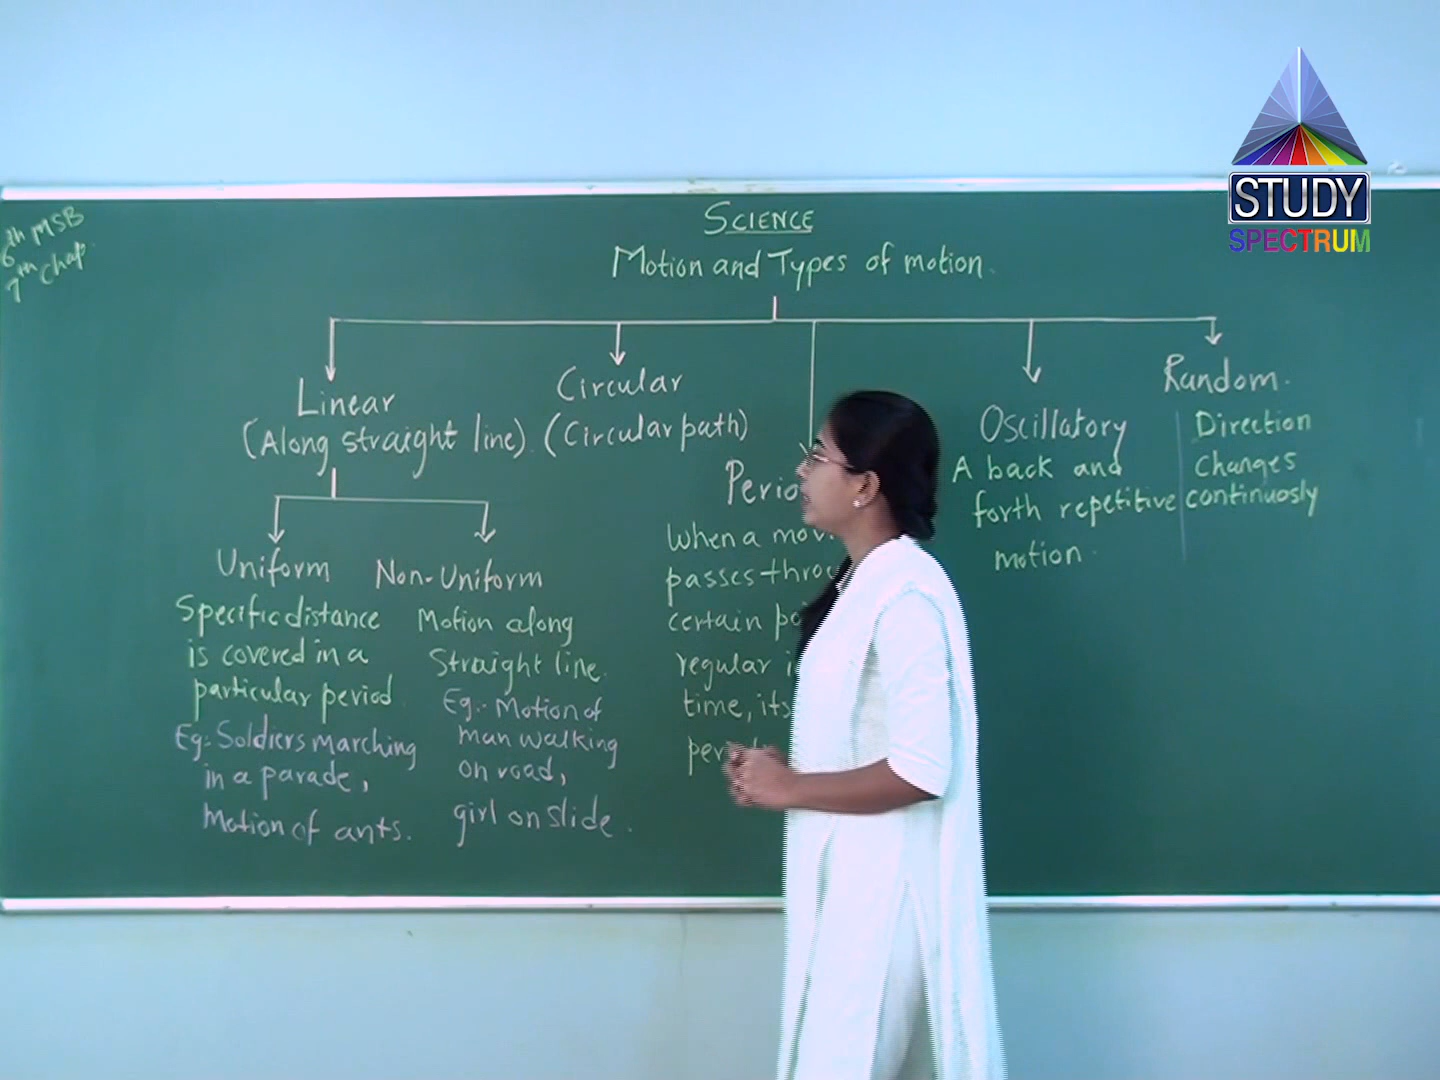 6th MSB
7th Chap.
STUDY
SPECTRUM
SCIENCE
Motion and Types of motion.
Linear
(Along straight line).
Circular
(Circular path)
Uniform
Specific distance
is covered in a
particular period
Eg:- Soldiers marching
in a parade,
Motion of ants.
Non-Uniform
Motion along
Straight line.
Eg:- Motion of
man walking
on road,
girl on slide.
When a
passes
certain
regular
time, its
Oscillatory
A back and
forth repetitive
motion.
Random.
Direction
Changes
continuosly